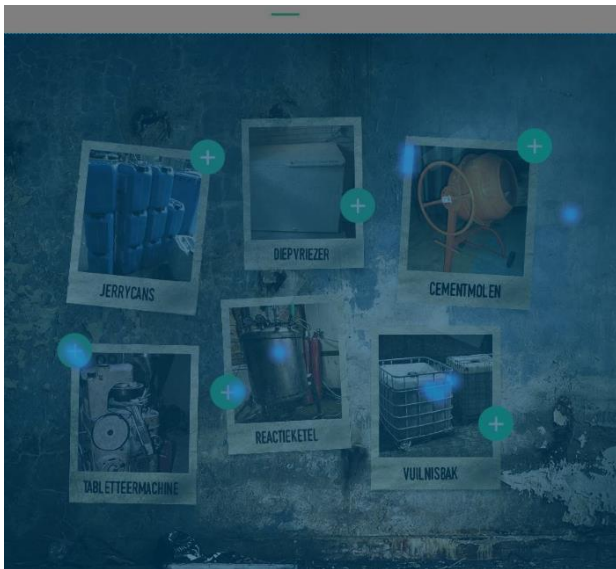 JERRYCANS
DIEPVRIEZER
CEMENTMOLEN
TABLETTEERMACHINE
REACTIEKETEL
VUILNISBAK